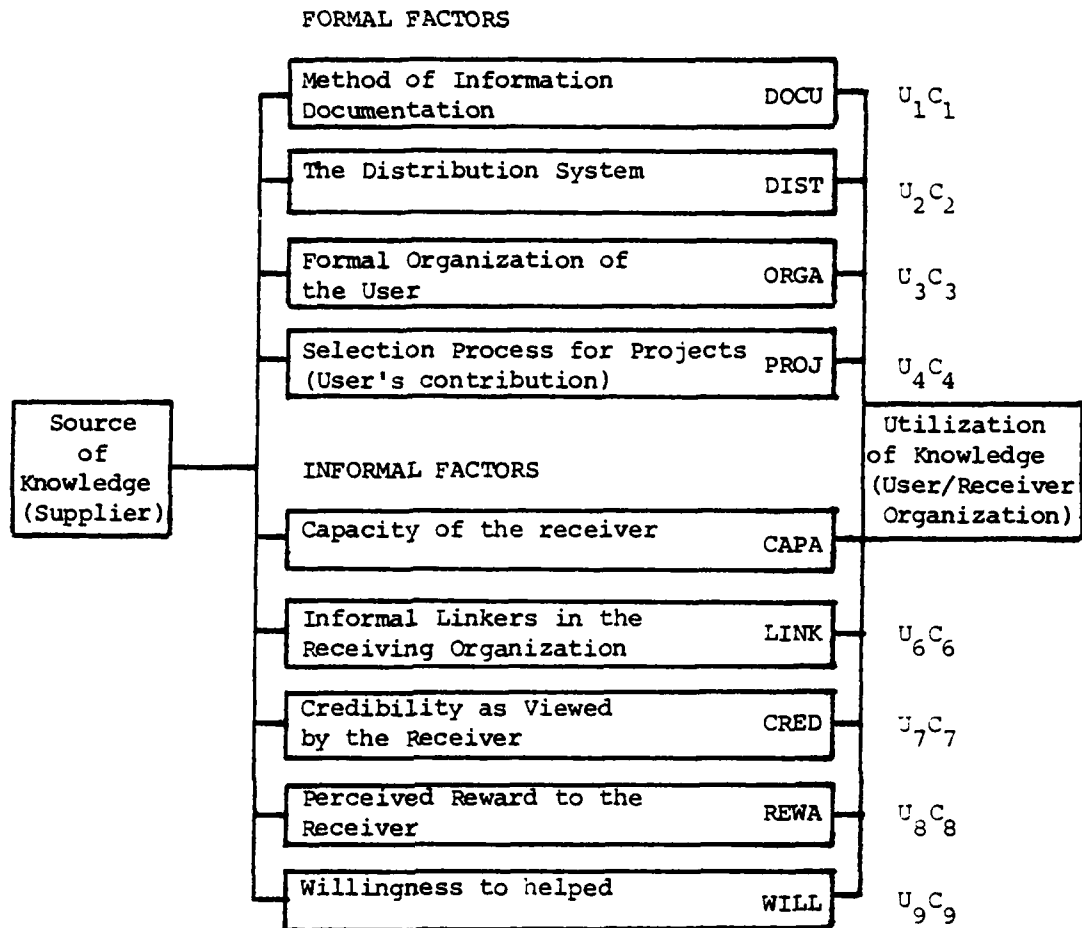 FORMAL FACTORS
Method of Information
Documentation
DOCU
U₁C₁
The Distribution System
DIST
U₂C₂
Formal Organization of
the User
ORGA
U₃C₃
Selection Process for Projects
(User's contribution)
PROJ
U₄C₄
Source
of
Knowledge
(Supplier)
Utilization
of Knowledge
(User/Receiver
Organization)
INFORMAL FACTORS
Capacity of the receiver
CAPA
Informal Linkers in the
Receiving Organization
LINK
U₆C₆
Credibility as Viewed
by the Receiver
CRED
U₇C₇
Perceived Reward to the
Receiver
REWA
U₈C₈
Willingness to helped
WILL
U₉C₉